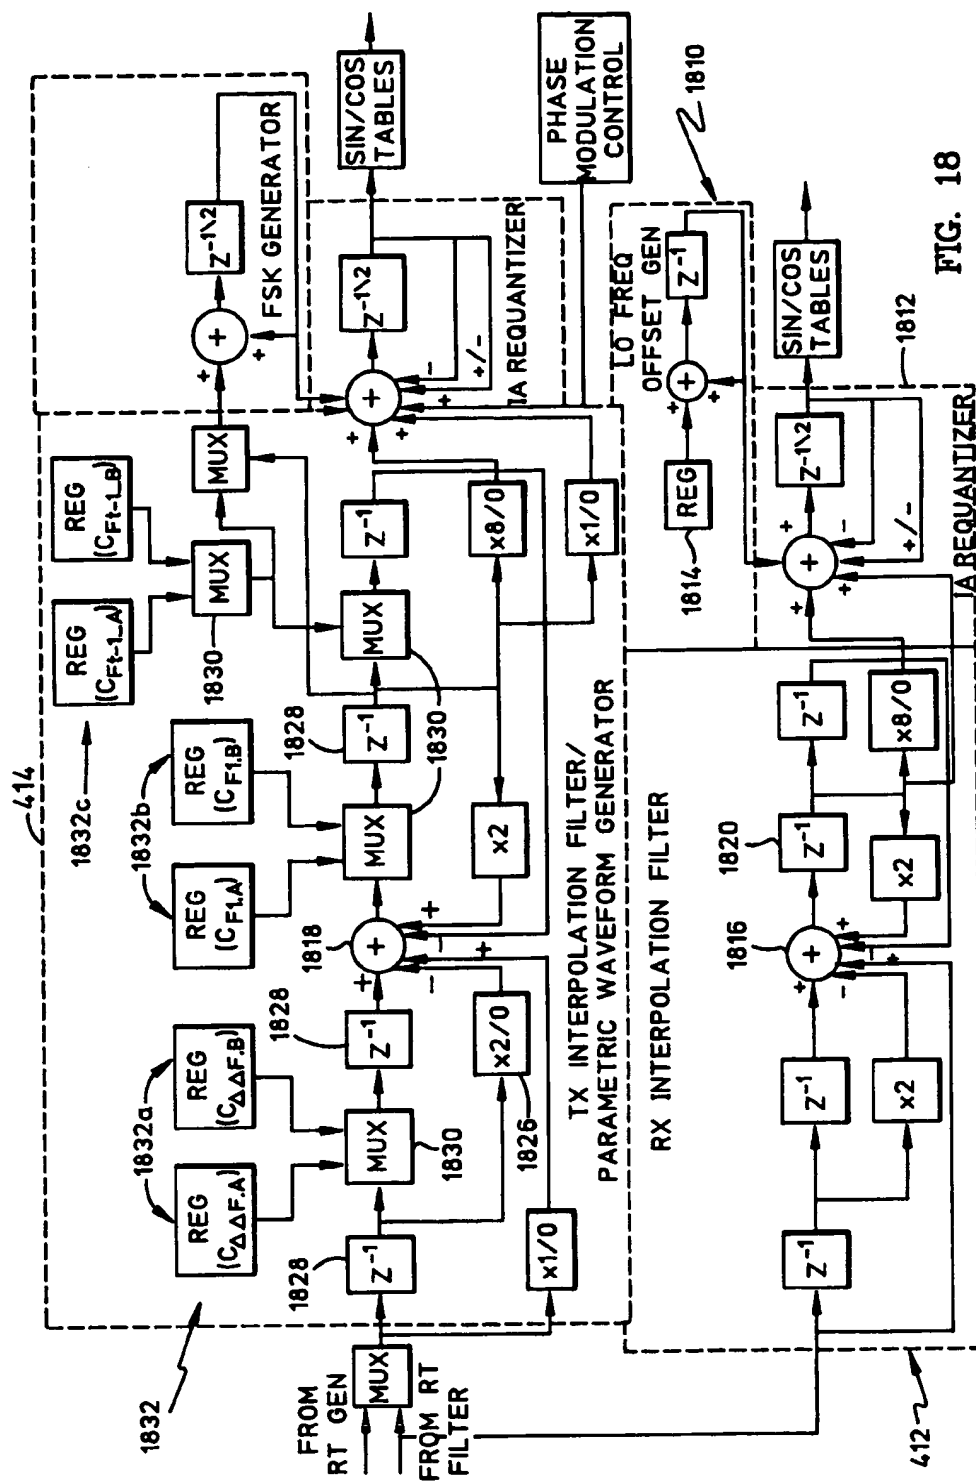 414
1832
1832a
REG
(CΔΔF.A)
REG
(CΔΔF.B)
1832b
REG
(CF1.A)
REG
(CF1.B)
1832c
REG
(CFt-1_A)
REG
(CFt-1_B)
1830
MUX
MUX
+
+
+
Z-1\2
FSK GENERATOR
FROM
RT GEN
FROM RT
FILTER
MUX
1828
Z-1
MUX
1830
1828
Z-1
1818
+
+
−
+
−
+
MUX
1828
Z-1
1830
MUX
Z-1
x1/0
x2/0
1826
x2
x8/0
x1/0
+
+
+
+
−
+/-
Z-1\2
IA REQUANTIZER
SIN/COS
TABLES
PHASE
MODULATION
CONTROL
TX INTERPOLATION FILTER/
PARAMETRIC WAVEFORM GENERATOR
RX INTERPOLATION FILTER
412
Z-1
Z-1
x2
1816
+
+
−
+
−
+
1820
Z-1
Z-1
x2
x8/0
LO FREQ
OFFSET GEN
1814
REG
+
+
+
Z-1
1810
+
+
+
+
−
+/-
Z-1\2
IA REQUANTIZER
1812
SIN/COS
TABLES
FIG. 18